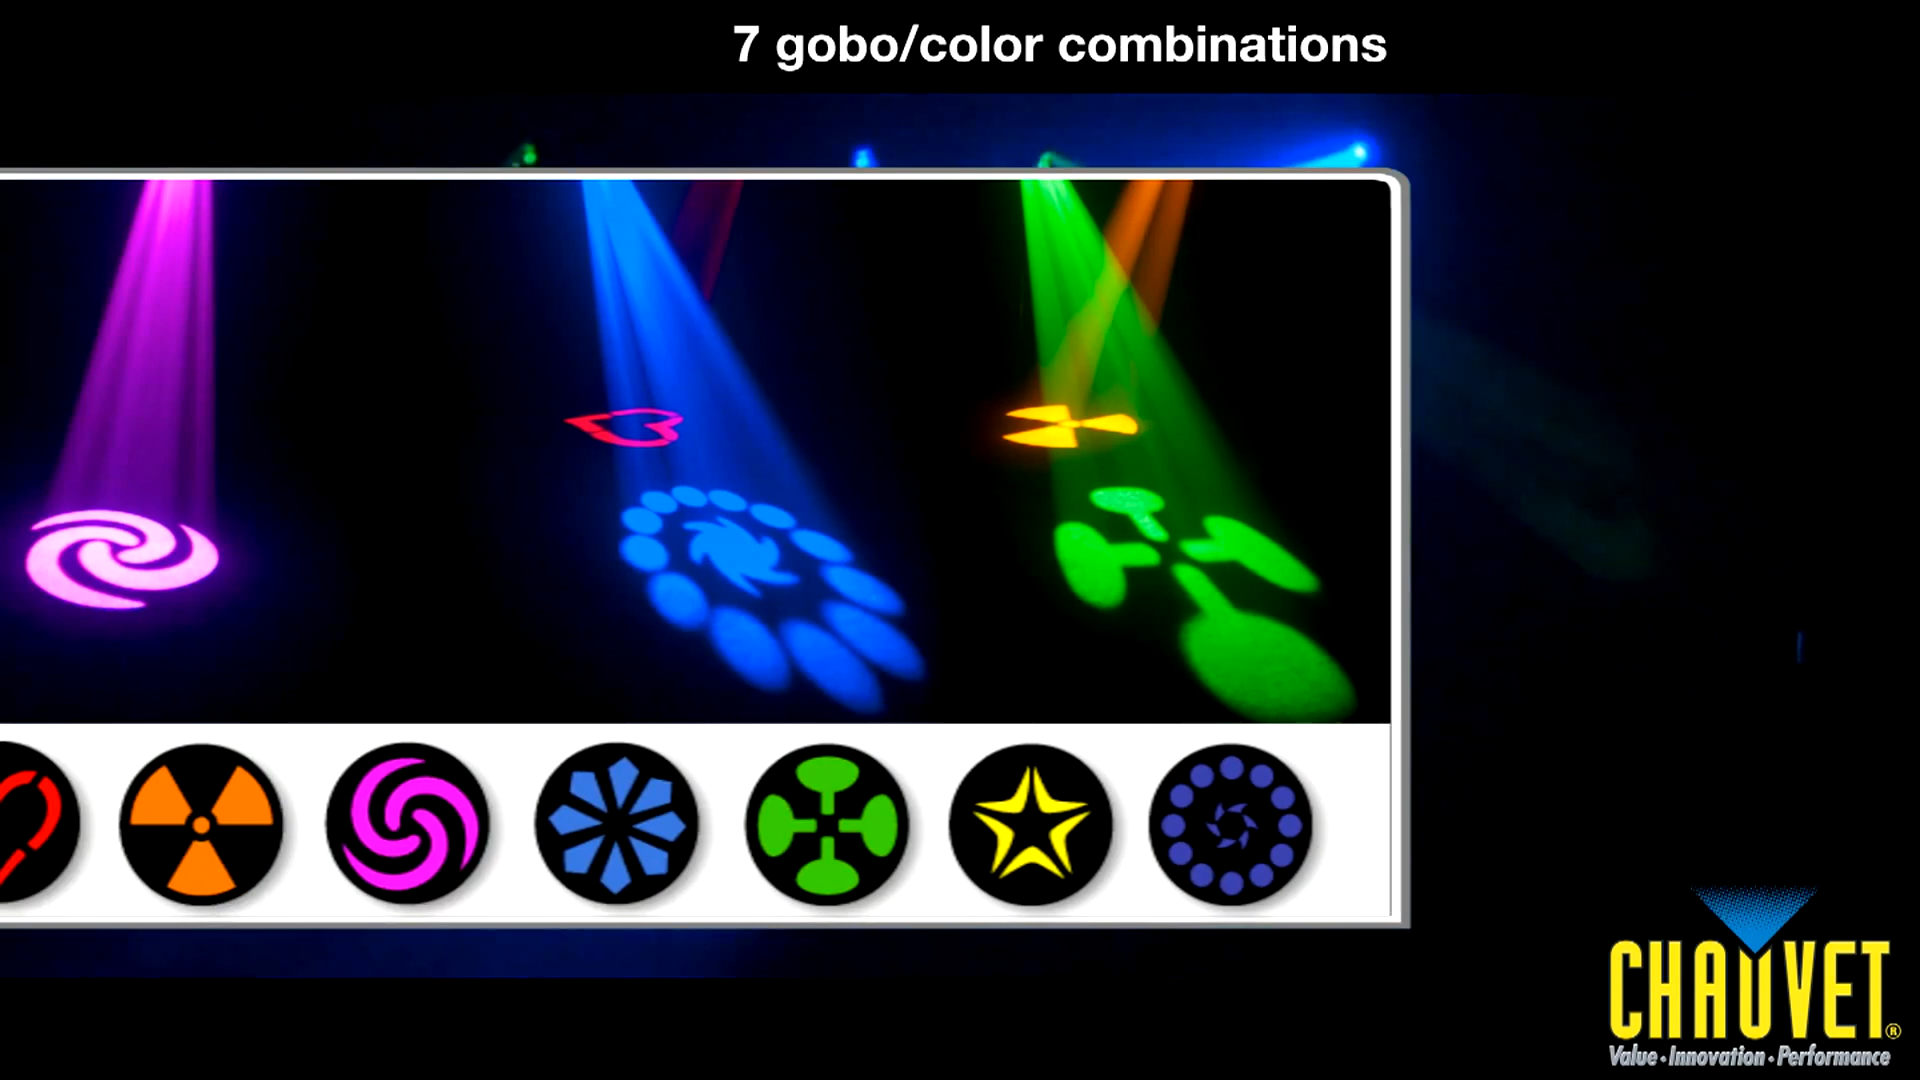 7 gobo/color combinations
CHAUVET®
Value • Innovation • Performance